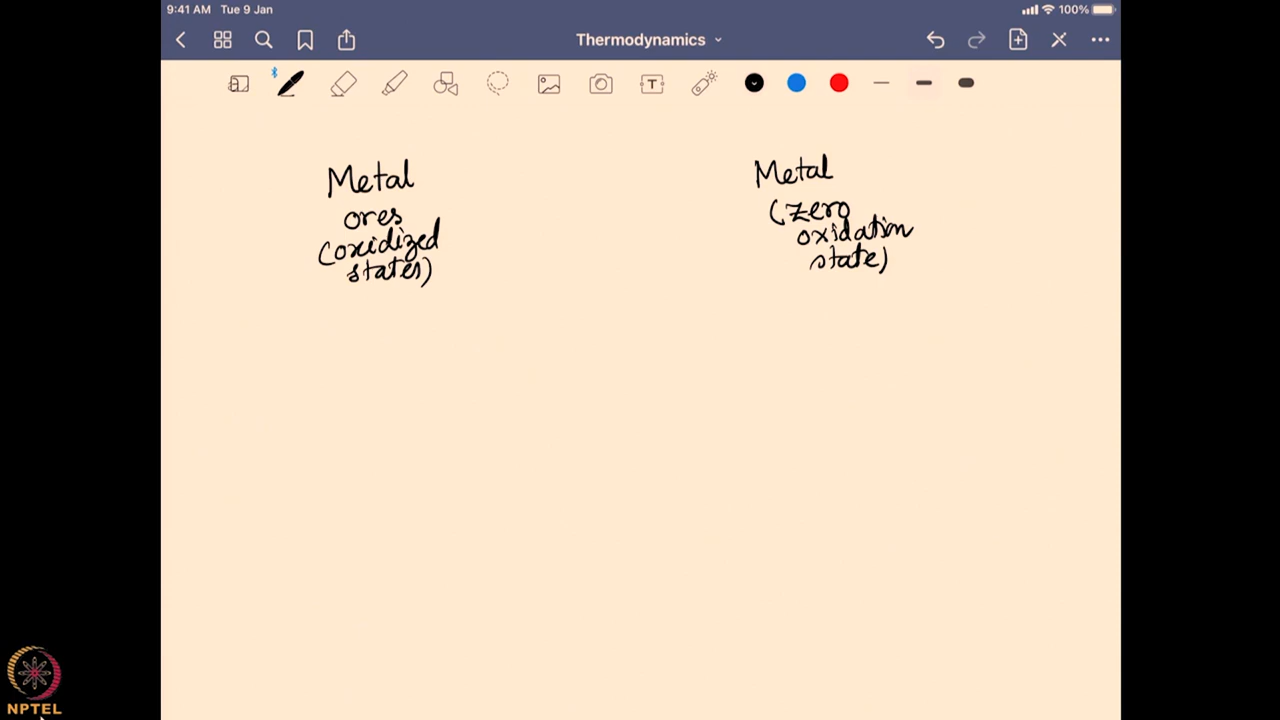 9:41 AM Tue 9 Jan
100%
Thermodynamics
T
Metal
ores
(oxidized
states)
Metal
(zero
oxidation
state)
NPTEL